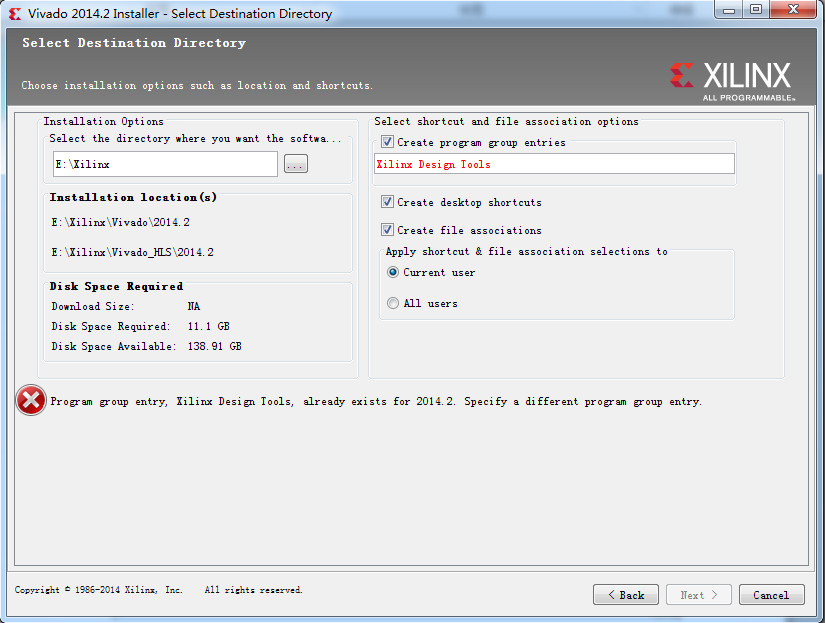 Vivado 2014.2 Installer - Select Destination Directory
Select Destination Directory
Choose installation options such as location and shortcuts.
XILINX
ALL PROGRAMMABLE™
Installation Options
Select the directory where you want the softwa...
E:\Xilinx
...
Installation location(s)
E:\Xilinx\Vivado\2014.2
E:\Xilinx\Vivado_HLS\2014.2
Disk Space Required
Download Size: NA
Disk Space Required: 11.1 GB
Disk Space Available: 138.91 GB
Select shortcut and file association options
Create program group entries
Xilinx Design Tools
Create desktop shortcuts
Create file associations
Apply shortcut & file association selections to
Current user
All users
Program group entry, Xilinx Design Tools, already exists for 2014.2. Specify a different program group entry.
Copyright © 1986-2014 Xilinx, Inc. All rights reserved.
< Back
Next >
Cancel